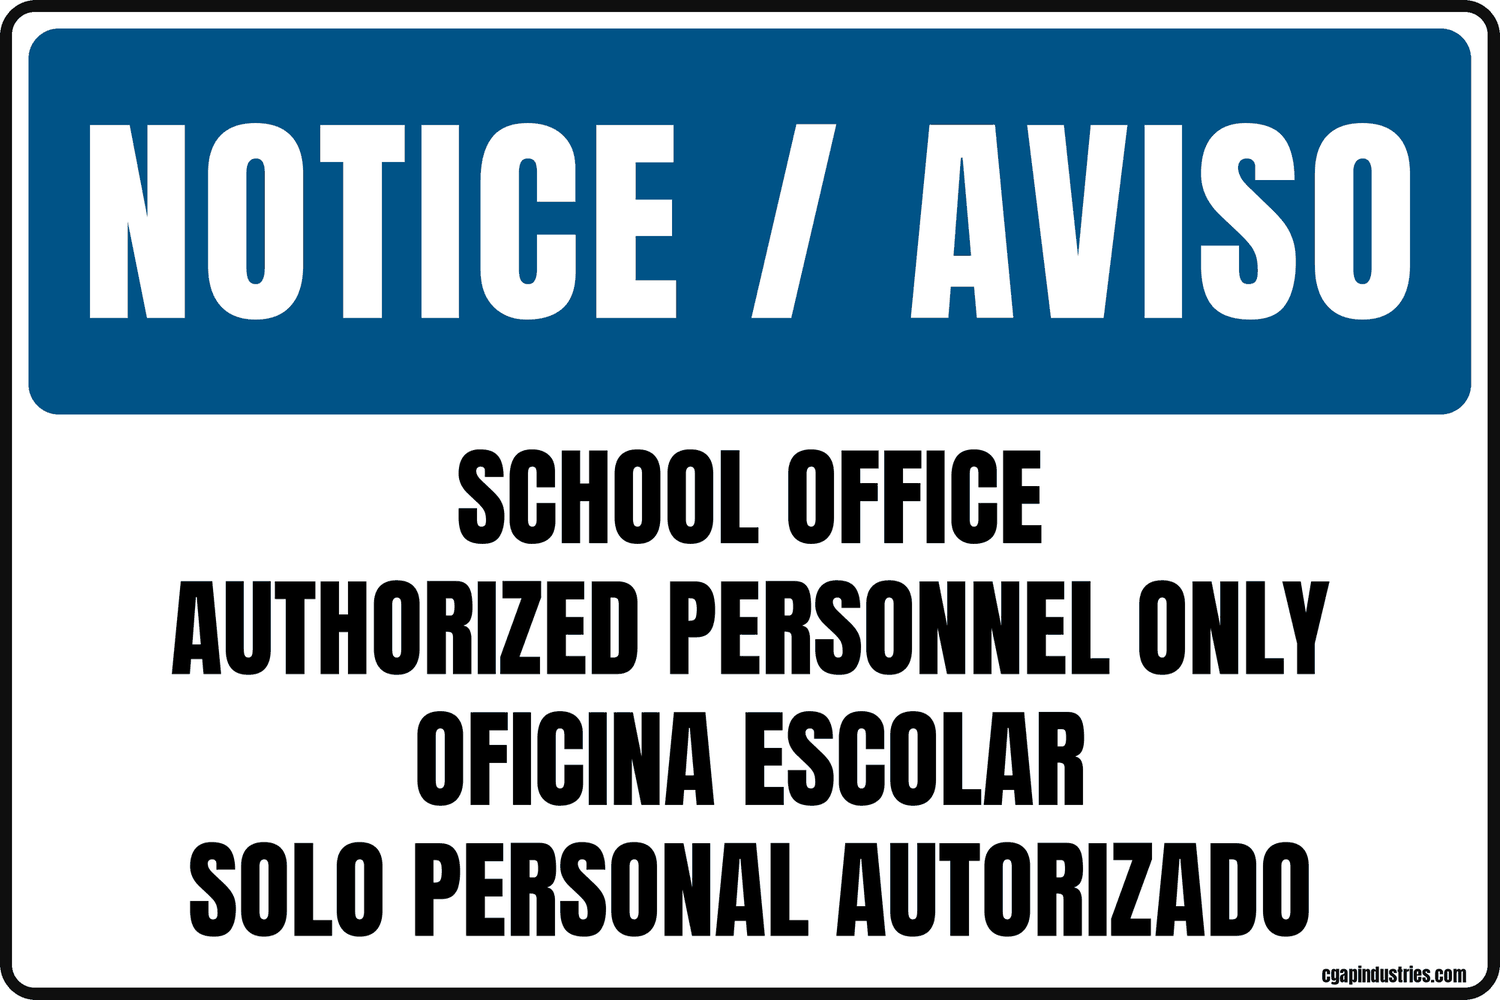 NOTICE / AVISO
SCHOOL OFFICE
AUTHORIZED PERSONNEL ONLY
OFICINA ESCOLAR
SOLO PERSONAL AUTORIZADO
cgapindustries.com